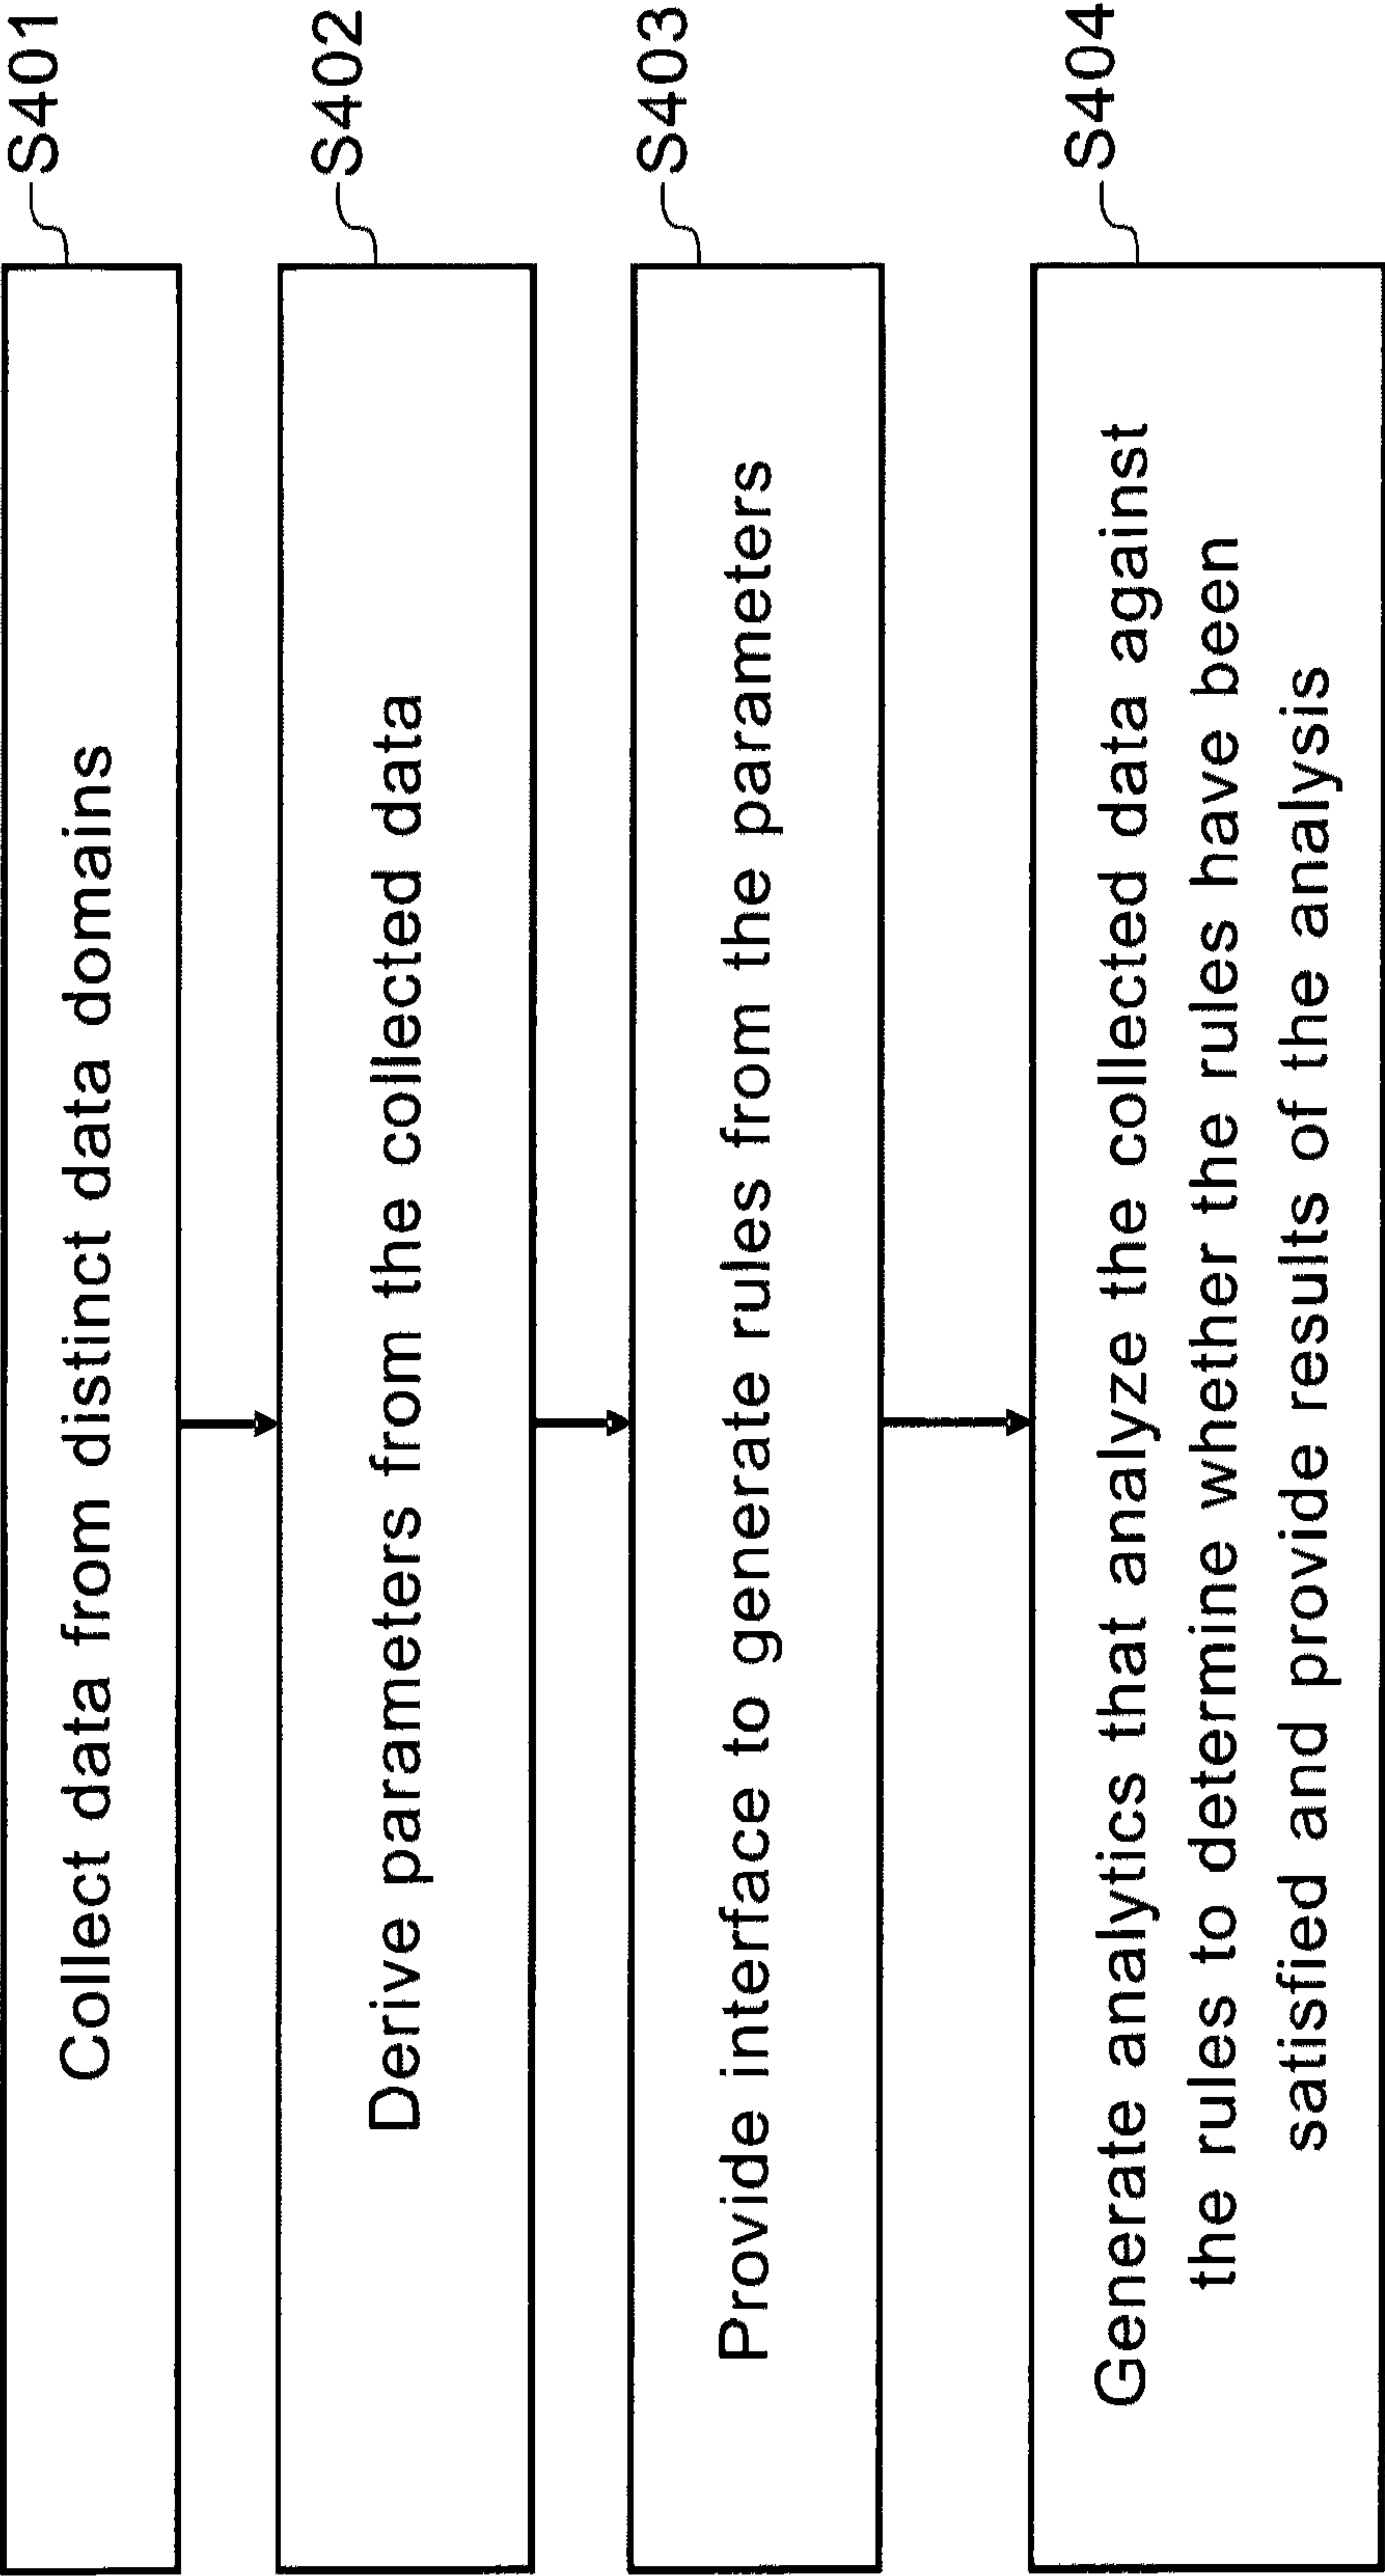 Collect data from distinct data domains
S401
Derive parameters from the collected data
S402
Provide interface to generate rules from the parameters
S403
Generate analytics that analyze the collected data against
the rules to determine whether the rules have been
satisfied and provide results of the analysis
S404